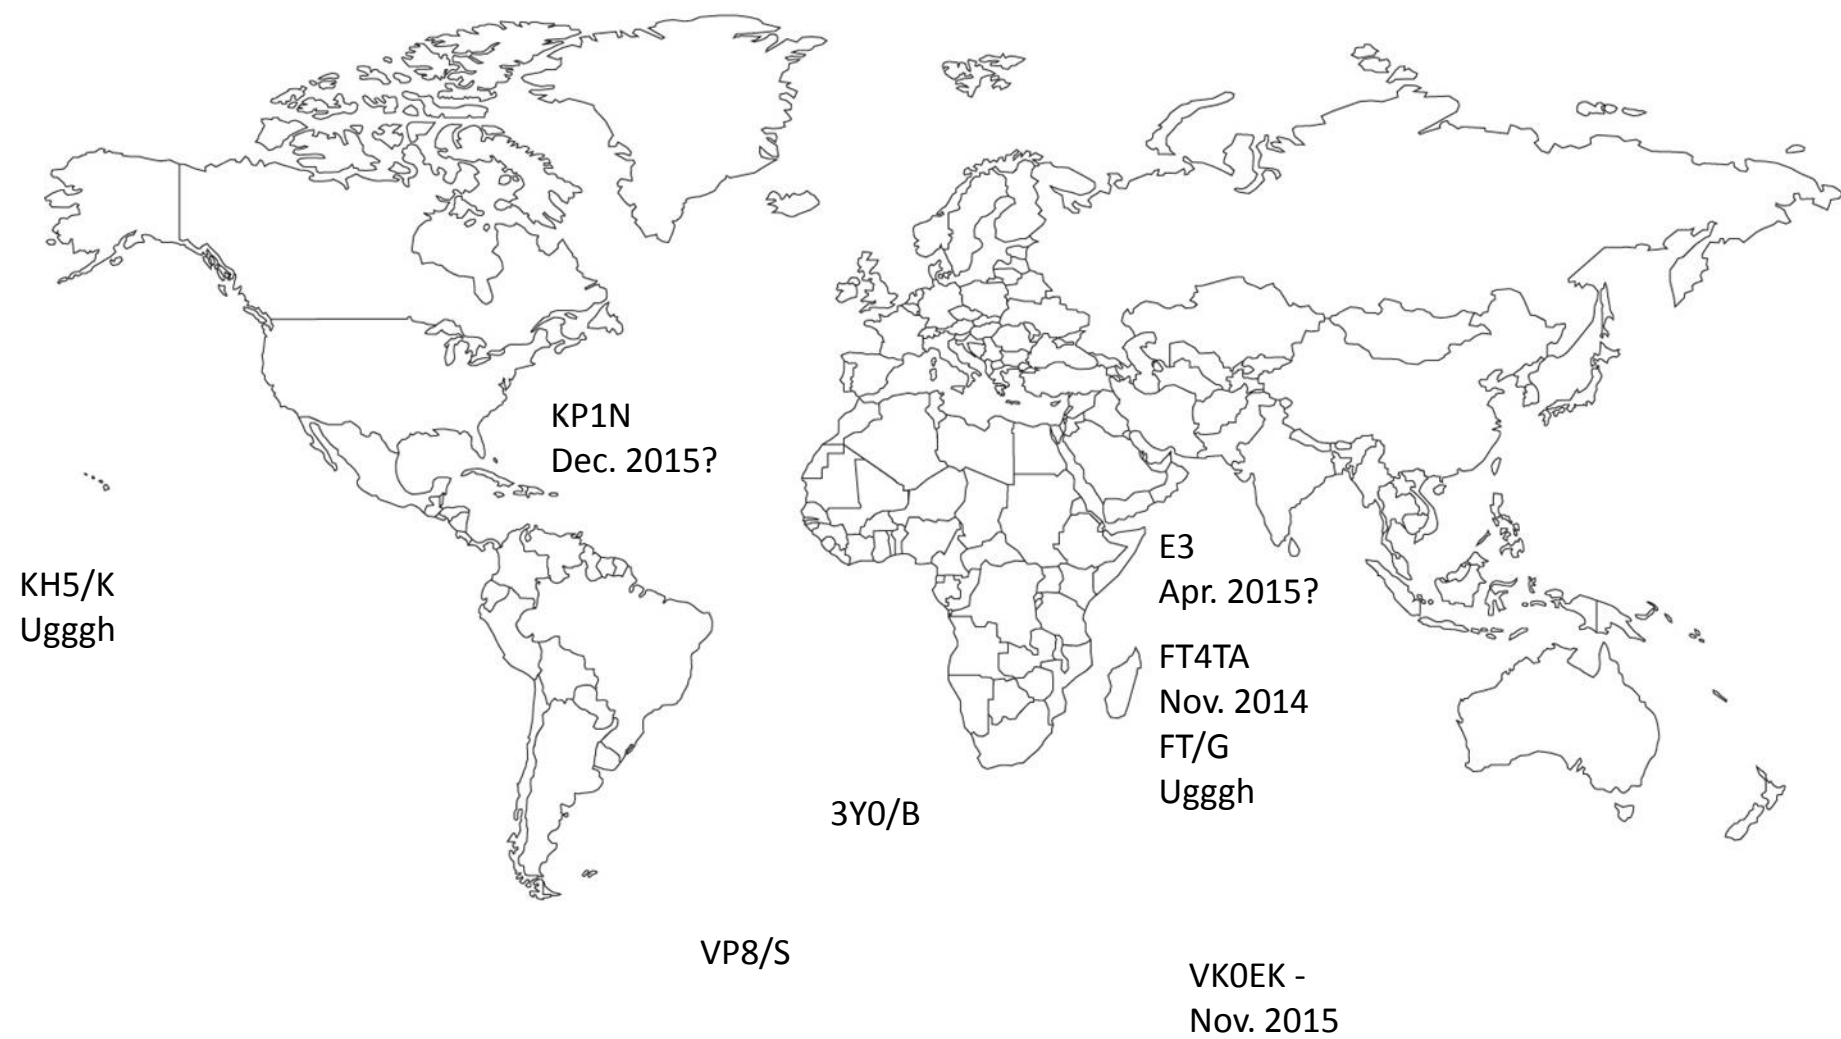 KP1N
Dec. 2015?
E3
Apr. 2015?
KH5/K
Ugggh
FT4TA
Nov. 2014
FT/G
Ugggh
3Y0/B
VP8/S
VK0EK -
Nov. 2015